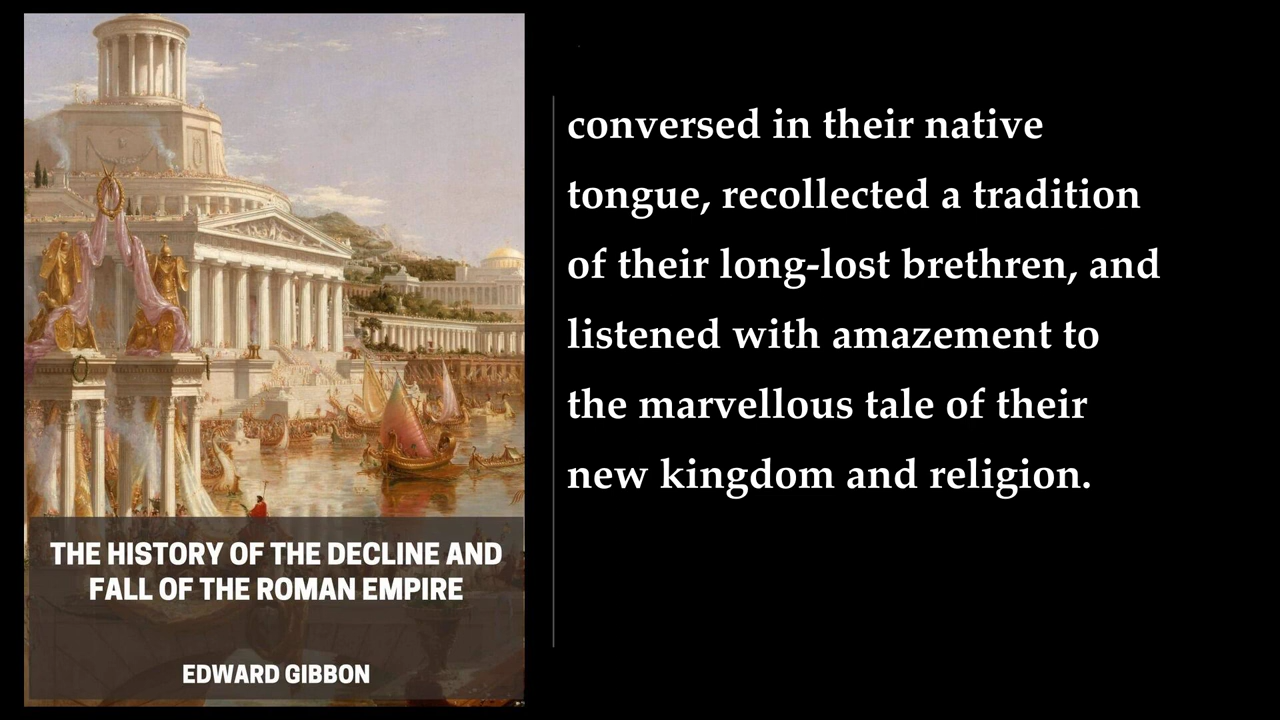 THE HISTORY OF THE DECLINE AND
FALL OF THE ROMAN EMPIRE
EDWARD GIBBON
conversed in their native
tongue, recollected a tradition
of their long-lost brethren, and
listened with amazement to
the marvellous tale of their
new kingdom and religion.